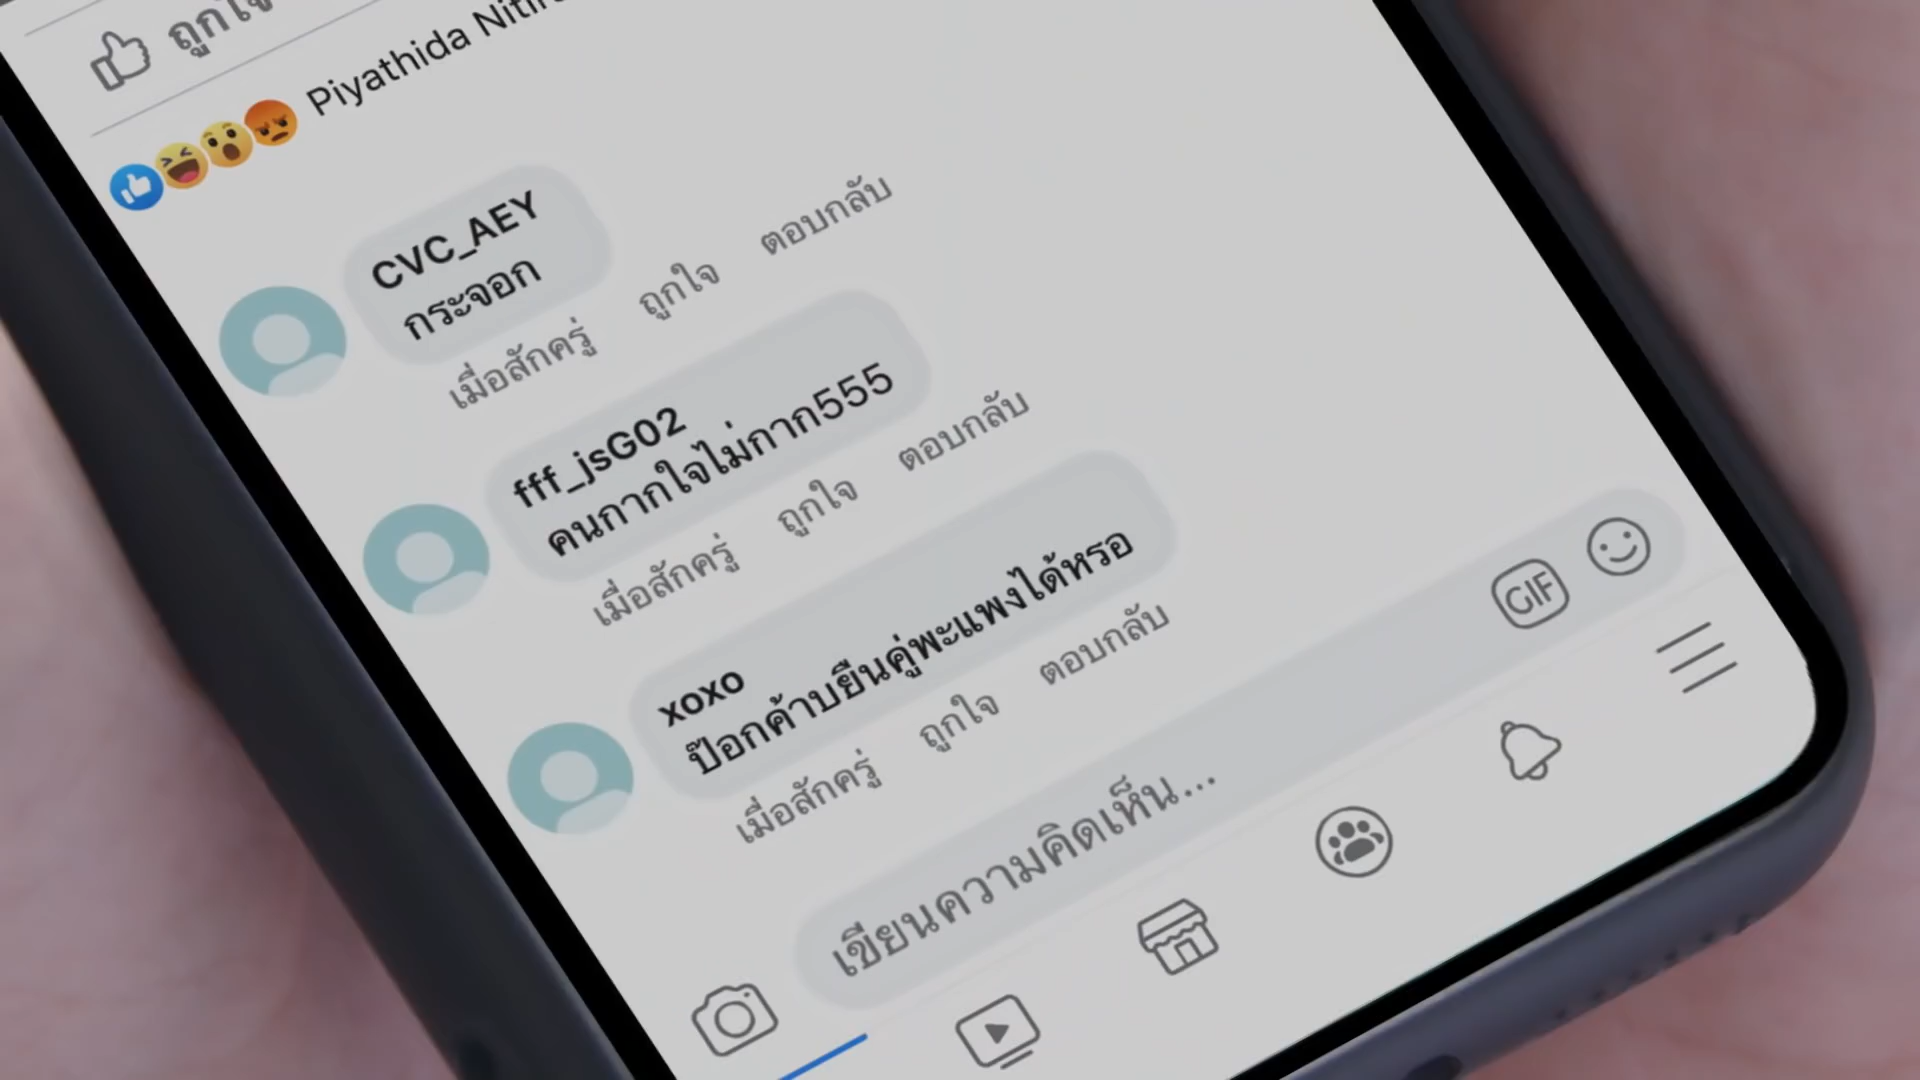 ถูกใจ
Piyathida
CVC_AEY
กระจอก
เมื่อสักครู่ ถูกใจ ตอบกลับ
fff_jsG02
คนกากใจไม่กาก555
เมื่อสักครู่ ถูกใจ ตอบกลับ
xoxo
ป๊อกค้าบยืนคู่พะแพงได้หรอ
เมื่อสักครู่ ถูกใจ ตอบกลับ
เขียนความคิดเห็น...
GIF